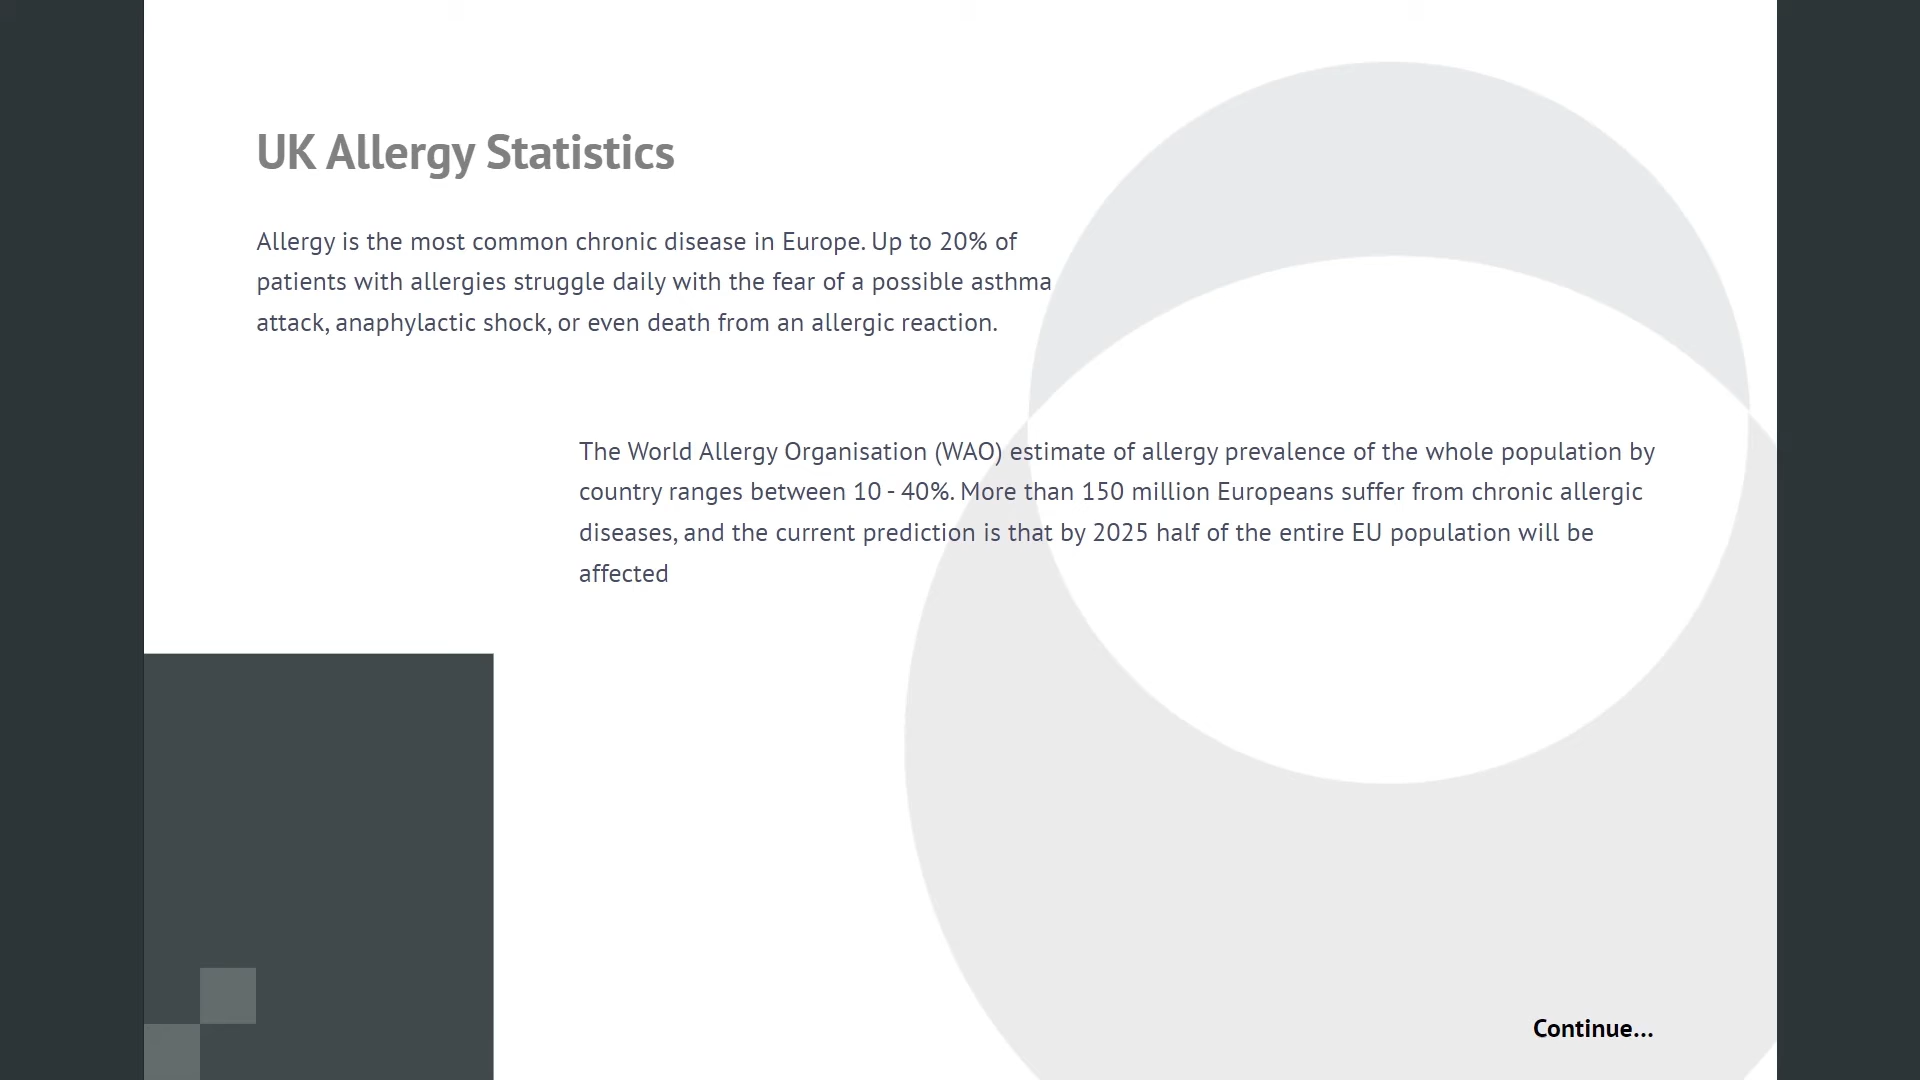 UK Allergy Statistics
Allergy is the most common chronic disease in Europe. Up to 20% of
patients with allergies struggle daily with the fear of a possible asthma
attack, anaphylactic shock, or even death from an allergic reaction.
The World Allergy Organisation (WAO) estimate of allergy prevalence of the whole population by
country ranges between 10 - 40%. More than 150 million Europeans suffer from chronic allergic
diseases, and the current prediction is that by 2025 half of the entire EU population will be
affected
Continue...